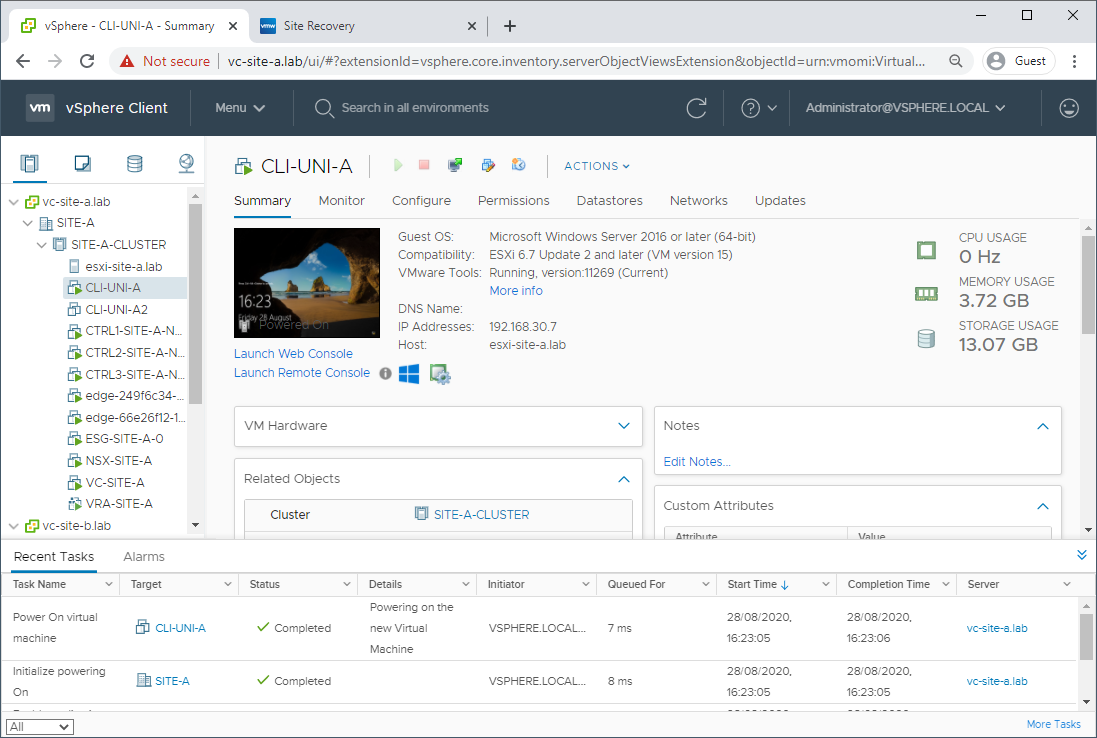 vSphere - CLI-UNI-A - Summary
vmw Site Recovery
Not secure | vc-site-a.lab/ui/#?extensionId=vsphere.core.inventory.serverObjectViewsExtension&objectId=urn:vmomi:Virtual...
Guest
vm vSphere Client
Menu
Search in all environments
Administrator@VSPHERE.LOCAL
vc-site-a.lab
SITE-A
SITE-A-CLUSTER
esxi-site-a.lab
CLI-UNI-A
CLI-UNI-A2
CTRL1-SITE-A-N...
CTRL2-SITE-A-N...
CTRL3-SITE-A-N...
edge-249f6c34-...
edge-66e26f12-1...
ESG-SITE-A-0
NSX-SITE-A
VC-SITE-A
VRA-SITE-A
vc-site-b.lab
CLI-UNI-A
ACTIONS
Summary Monitor Configure Permissions Datastores Networks Updates
16:23
Friday 28 August
Powered On
Launch Web Console
Launch Remote Console
Guest OS: Microsoft Windows Server 2016 or later (64-bit)
Compatibility: ESXi 6.7 Update 2 and later (VM version 15)
VMware Tools: Running, version:11269 (Current)
More info
DNS Name:
IP Addresses: 192.168.30.7
Host: esxi-site-a.lab
CPU USAGE
0 Hz
MEMORY USAGE
3.72 GB
STORAGE USAGE
13.07 GB
VM Hardware
Related Objects
Cluster SITE-A-CLUSTER
Notes
Edit Notes...
Custom Attributes
Attribute Value
Recent Tasks Alarms
Task Name Target Status Details Initiator Queued For Start Time Completion Time Server
Power On virtual machine CLI-UNI-A Completed Powering on the new Virtual Machine VSPHERE.LOCAL... 7 ms 28/08/2020, 16:23:05 28/08/2020, 16:23:06 vc-site-a.lab
Initialize powering On SITE-A Completed VSPHERE.LOCAL... 8 ms 28/08/2020, 16:23:05 28/08/2020, 16:23:05 vc-site-a.lab
All
More Tasks